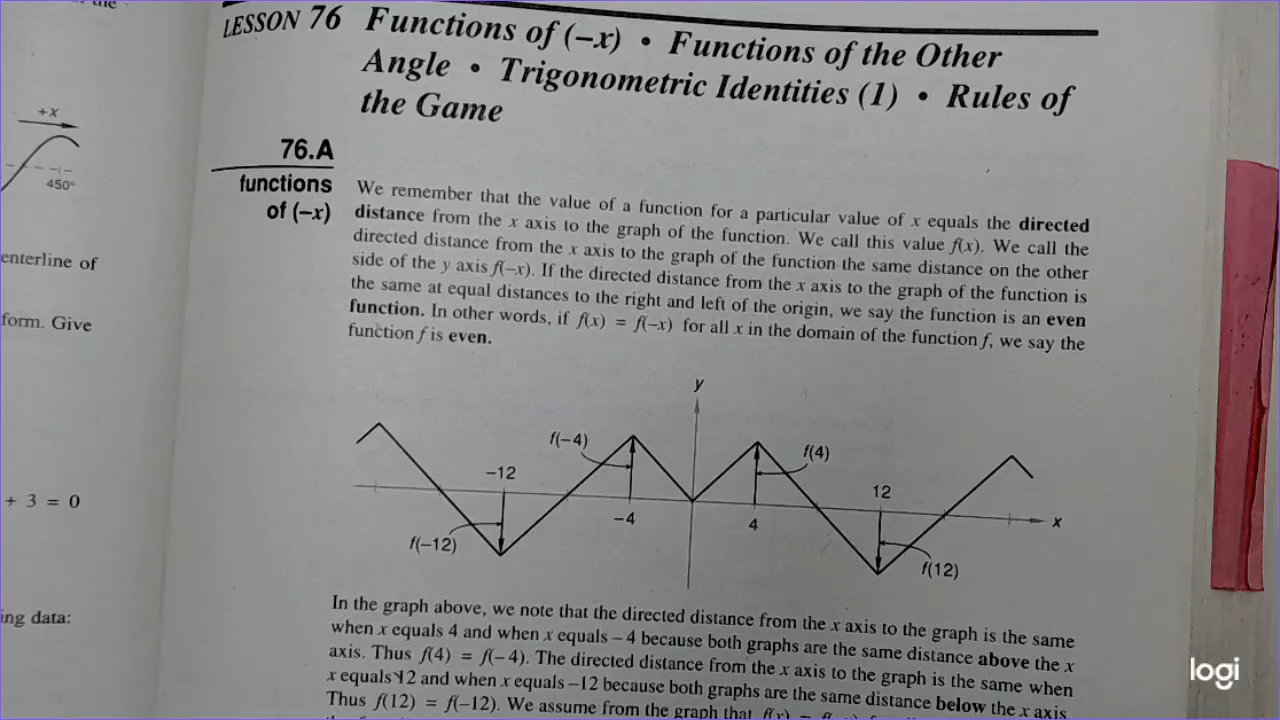 LESSON 76 Functions of (–x) • Functions of the Other
Angle • Trigonometric Identities (1) • Rules of
the Game
76.A
functions
of (–x)
We remember that the value of a function for a particular value of x equals the directed
distance from the x axis to the graph of the function. We call this value f(x). We call the
directed distance from the x axis to the graph of the function the same distance on the other
side of the y axis f(–x). If the directed distance from the x axis to the graph of the function is
the same at equal distances to the right and left of the origin, we say the function is an even
function. In other words, if f(x) = f(–x) for all x in the domain of the function f, we say the
function f is even.
y
f(–4)
f(4)
–12
12
–4
4
x
f(–12)
f(12)
In the graph above, we note that the directed distance from the x axis to the graph is the same
when x equals 4 and when x equals – 4 because both graphs are the same distance above the x
axis. Thus f(4) = f(– 4). The directed distance from the x axis to the graph is the same when
x equals 12 and when x equals –12 because both graphs are the same distance below the x axis.
Thus f(12) = f(–12). We assume from the graph that
+x
450°
enterline of
form. Give
+ 3 = 0
ing data:
logi